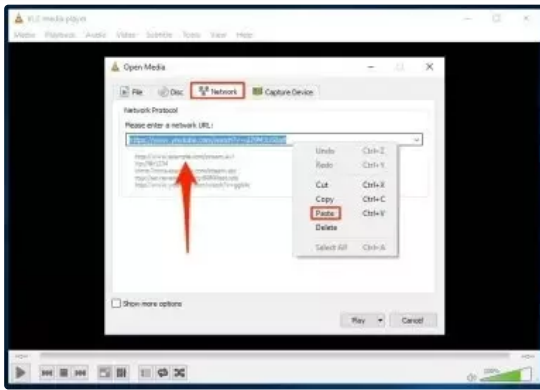 VLC media player
Media Playback Audio Video Subtitle Tools View Help
Open Media
File Disc Network Capture Device
Network Protocol
Please enter a network URL:
Undo Ctrl+Z
Redo Ctrl+Y
Cut Ctrl+X
Copy Ctrl+C
Paste Ctrl+V
Delete
Select All Ctrl+A
Show more options
Play Cancel